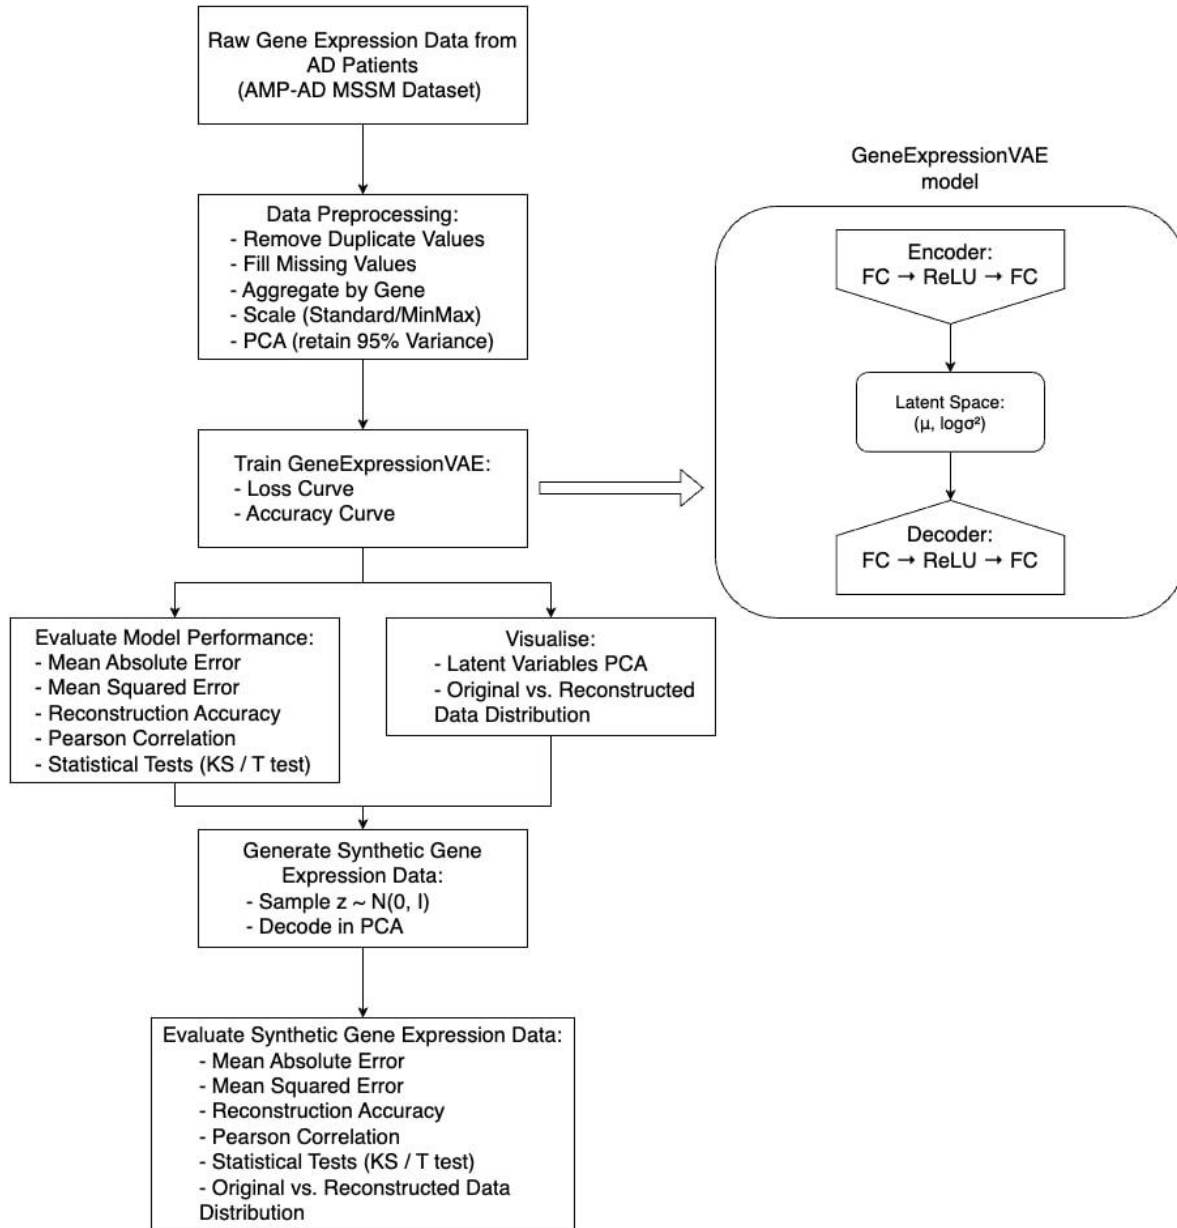 Raw Gene Expression Data from
AD Patients
(AMP-AD MSSM Dataset)
Data Preprocessing:
- Remove Duplicate Values
- Fill Missing Values
- Aggregate by Gene
- Scale (Standard/MinMax)
- PCA (retain 95% Variance)
Train GeneExpressionVAE:
- Loss Curve
- Accuracy Curve
GeneExpressionVAE
model
Encoder:
FC → ReLU → FC
Latent Space:
(μ, logσ²)
Decoder:
FC → ReLU → FC
Evaluate Model Performance:
- Mean Absolute Error
- Mean Squared Error
- Reconstruction Accuracy
- Pearson Correlation
- Statistical Tests (KS / T test)
Visualise:
- Latent Variables PCA
- Original vs. Reconstructed
Data Distribution
Generate Synthetic Gene
Expression Data:
- Sample z ~ N(0, I)
- Decode in PCA
Evaluate Synthetic Gene Expression Data:
- Mean Absolute Error
- Mean Squared Error
- Reconstruction Accuracy
- Pearson Correlation
- Statistical Tests (KS / T test)
- Original vs. Reconstructed Data
Distribution